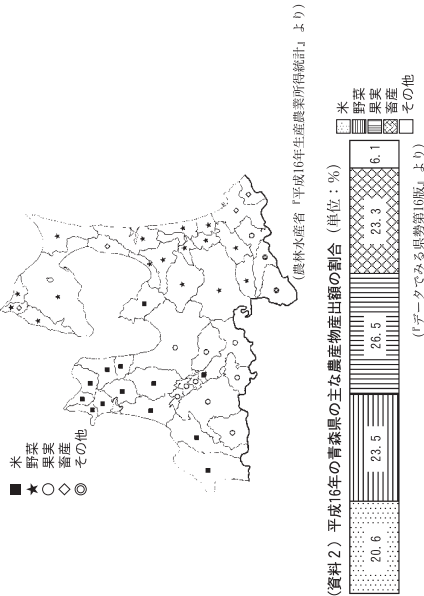 米
野菜
果実
畜産
その他
（農林水産省『平成16年生産農業所得統計』より）
（資料２）平成16年の青森県の主な農産物産出額の割合（単位：％）
20.6
23.5
26.5
23.3
6.1
米
野菜
果実
畜産
その他
（『データでみる県勢第16版』より）